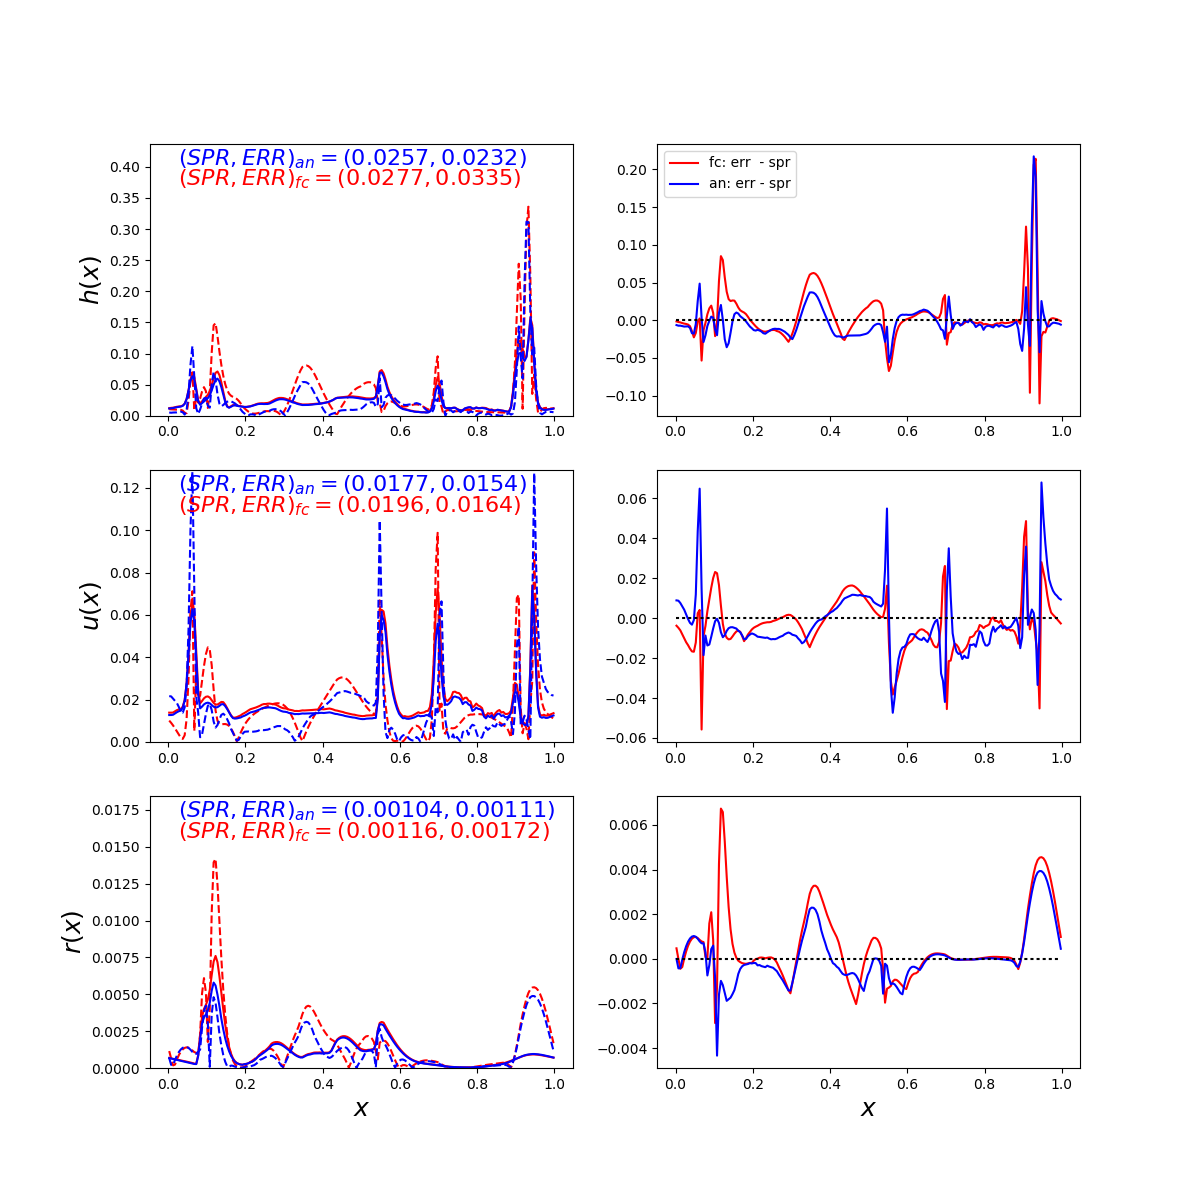 (SPR, ERR)an = (0.0257, 0.0232)
(SPR, ERR)fc = (0.0277, 0.0335)
h(x)
0.40
0.35
0.30
0.25
0.20
0.15
0.10
0.05
0.00
0.0 0.2 0.4 0.6 0.8 1.0
fc: err - spr
an: err - spr
0.20
0.15
0.10
0.05
0.00
−0.05
−0.10
0.0 0.2 0.4 0.6 0.8 1.0
(SPR, ERR)an = (0.0177, 0.0154)
(SPR, ERR)fc = (0.0196, 0.0164)
u(x)
0.12
0.10
0.08
0.06
0.04
0.02
0.00
0.0 0.2 0.4 0.6 0.8 1.0
0.06
0.04
0.02
0.00
−0.02
−0.04
−0.06
0.0 0.2 0.4 0.6 0.8 1.0
(SPR, ERR)an = (0.00104, 0.00111)
(SPR, ERR)fc = (0.00116, 0.00172)
r(x)
0.0175
0.0150
0.0125
0.0100
0.0075
0.0050
0.0025
0.0000
0.0 0.2 0.4 0.6 0.8 1.0
x
0.006
0.004
0.002
0.000
−0.002
−0.004
0.0 0.2 0.4 0.6 0.8 1.0
x